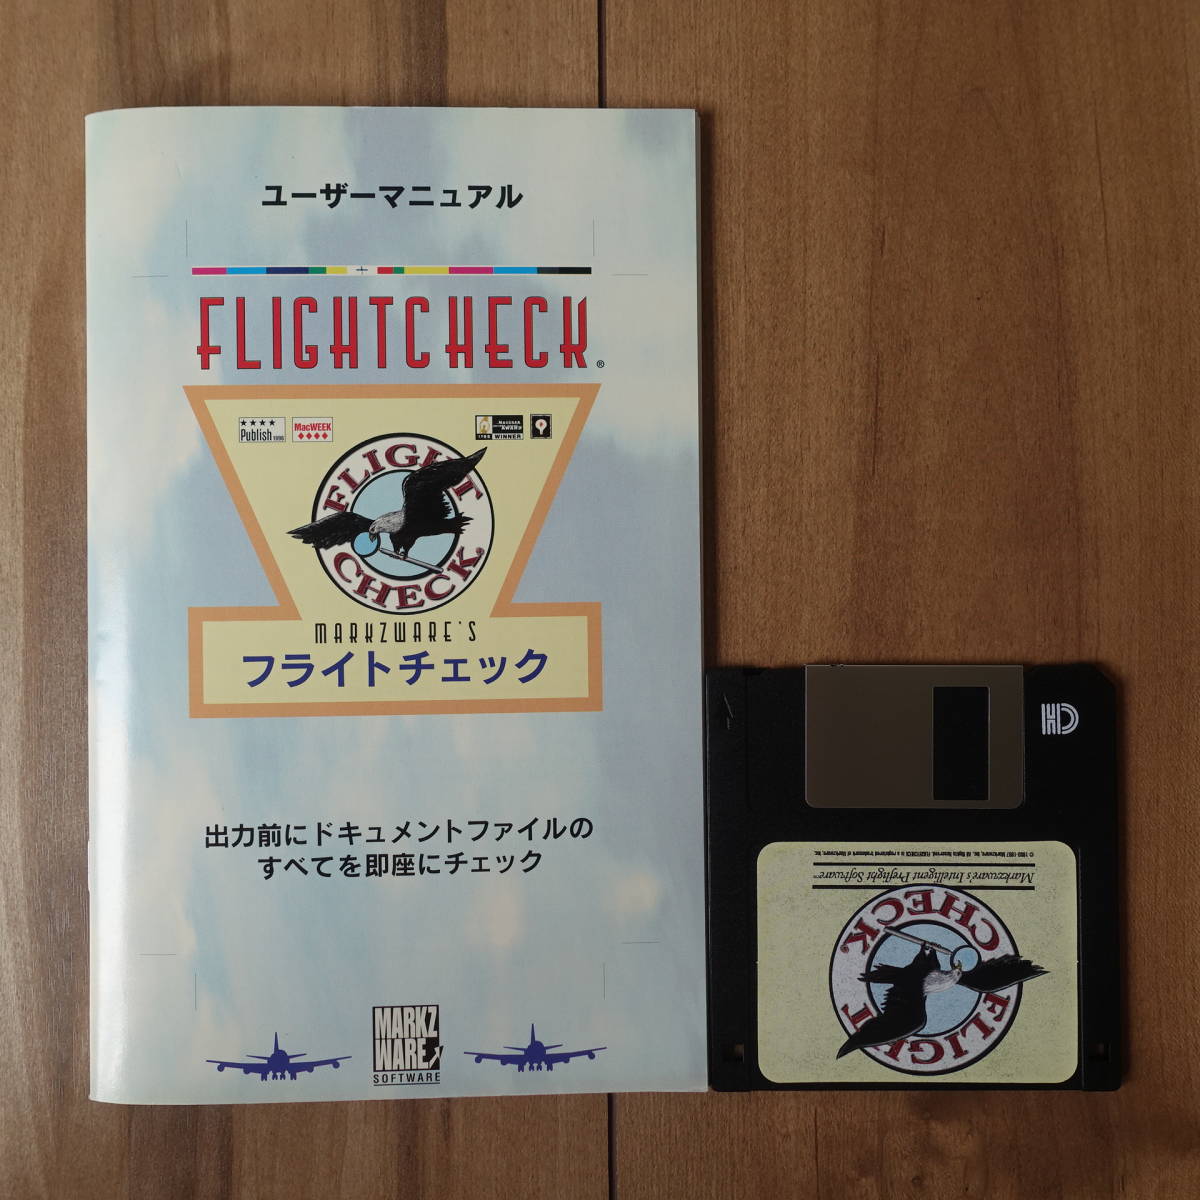 ユーザーマニュアル
FLIGHTCHECK®
★★★★
Publish 1996
MacWEEK
WINNER
FLIGHT
CHECK®
MARKZWARE'S
フライトチェック
出力前にドキュメントファイルの
すべてを即座にチェック
MARKZ
WARE
SOFTWARE
HD
Markzware's Intelligent Preflight Software™
FLIGHT
CHECK®